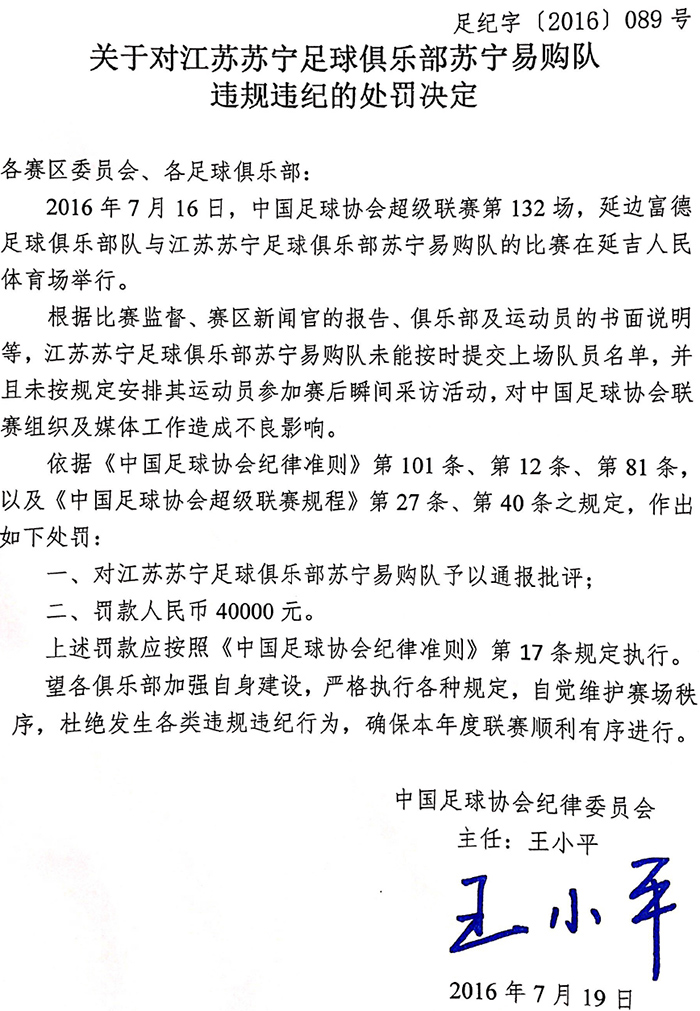 足纪字〔2016〕089 号
关于对江苏苏宁足球俱乐部苏宁易购队
违规违纪的处罚决定
各赛区委员会、各足球俱乐部：
2016 年 7 月 16 日，中国足球协会超级联赛第 132 场，延边富德
足球俱乐部队与江苏苏宁足球俱乐部苏宁易购队的比赛在延吉人民
体育场举行。
根据比赛监督、赛区新闻官的报告、俱乐部及运动员的书面说明
等，江苏苏宁足球俱乐部苏宁易购队未能按时提交上场队员名单，并
且未按规定安排其运动员参加赛后瞬间采访活动，对中国足球协会联
赛组织及媒体工作造成不良影响。
依据《中国足球协会纪律准则》第 101 条、第 12 条、第 81 条，
以及《中国足球协会超级联赛规程》第 27 条、第 40 条之规定，作出
如下处罚：
一、对江苏苏宁足球俱乐部苏宁易购队予以通报批评；
二、罚款人民币 40000 元。
上述罚款应按照《中国足球协会纪律准则》第 17 条规定执行。
望各俱乐部加强自身建设，严格执行各种规定，自觉维护赛场秩
序，杜绝发生各类违规违纪行为，确保本年度联赛顺利有序进行。
中国足球协会纪律委员会
主任：王小平
王小平
2016 年 7 月 19 日